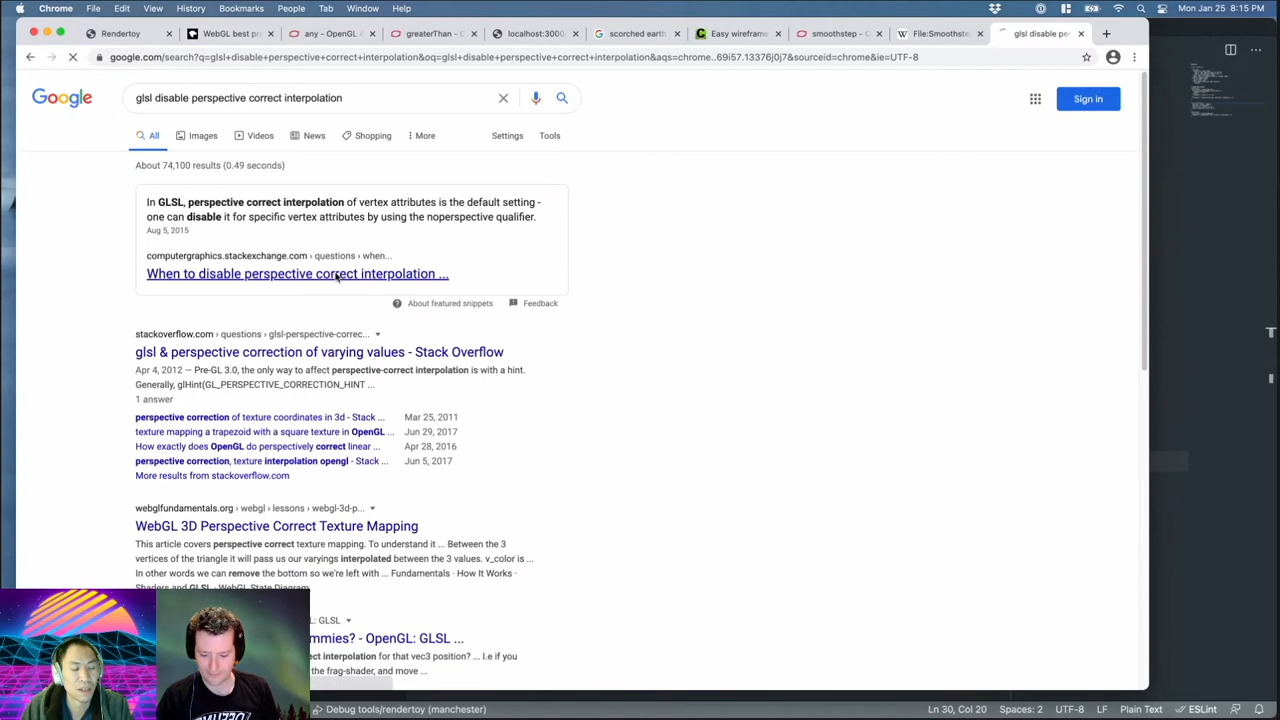 Chrome File Edit View History Bookmarks People Tab Window Help Mon Jan 25 8:15 PM
Rendertoy WebGL best pr any - OpenGL greaterThan - localhost:3000 scorched earth Easy wireframe smoothstep - File:Smoothste glsl disable pe
google.com/search?q=glsl+disable+perspective+correct+interpolation&oq=glsl+disable+perspective+correct+interpolation&aqs=chrome..69i57.13376j0j7&sourceid=chrome&ie=UTF-8
Google glsl disable perspective correct interpolation Sign in
All Images Videos News Shopping More Settings Tools
About 74,100 results (0.49 seconds)
In GLSL, perspective correct interpolation of vertex attributes is the default setting -
one can disable it for specific vertex attributes by using the noperspective qualifier.
Aug 5, 2015
computergraphics.stackexchange.com › questions › when...
When to disable perspective correct interpolation ...
About featured snippets Feedback
stackoverflow.com › questions › glsl-perspective-correc...
glsl & perspective correction of varying values - Stack Overflow
Apr 4, 2012 — Pre-GL 3.0, the only way to affect perspective-correct interpolation is with a hint.
Generally, glHint(GL_PERSPECTIVE_CORRECTION_HINT ...
1 answer
perspective correction of texture coordinates in 3d - Stack ... Mar 25, 2011
texture mapping a trapezoid with a square texture in OpenGL ... Jun 29, 2017
How exactly does OpenGL do perspectively correct linear ... Apr 28, 2016
perspective correction, texture interpolation opengl - Stack ... Jun 5, 2017
More results from stackoverflow.com
webglfundamentals.org › webgl › lessons › webgl-3d-p...
WebGL 3D Perspective Correct Texture Mapping
This article covers perspective correct texture mapping. To understand it ... Between the 3
vertices of the triangle it will pass us our varyings interpolated between the 3 values. v_color is ...
In other words we can remove the bottom so we're left with ... Fundamentals · How It Works ·
Shaders and GLSL · WebGL State Diagram
L: GLSL
mmies? - OpenGL: GLSL ...
ct interpolation for that vec3 position? ... I.e if you
the frag-shader, and move ...
Debug tools/rendertoy (manchester) Ln 30, Col 20 Spaces: 2 UTF-8 LF Plain Text ESLint